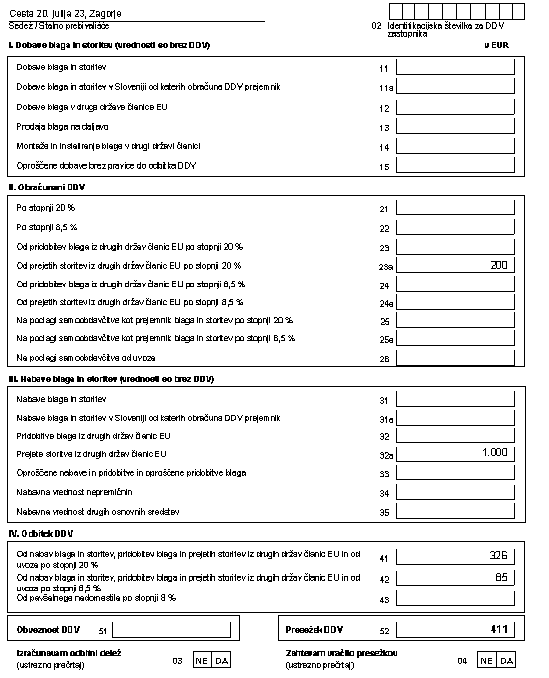 Cesta 20. julija 23, Zagorje
Sedež / Stalno prebivališče
02 Identifikacijska številka za DDV zastopnika
I. Dobave blaga in storitev (vrednosti so brez DDV) v EUR
Dobave blaga in storitev 11
Dobave blaga in storitev v Sloveniji od katerih obračuna DDV prejemnik 11a
Dobave blaga v druge države članice EU 12
Prodaja blaga na daljavo 13
Montaža in instaliranje blaga v drugi državi članici 14
Oproščene dobave brez pravice do odbitka DDV 15
II. Obračunani DDV
Po stopnji 20 % 21
Po stopnji 8,5 % 22
Od pridobitev blaga iz drugih držav članic EU po stopnji 20 % 23
Od prejetih storitev iz drugih držav članic EU po stopnji 20 % 23a 200
Od pridobitev blaga iz drugih držav članic EU po stopnji 8,5 % 24
Od prejetih storitev iz drugih držav članic EU po stopnji 8,5 % 24a
Na podlagi samoobdavčitve kot prejemnik blaga in storitev po stopnji 20 % 25
Na podlagi samoobdavčitve kot prejemnik blaga in storitev po stopnji 8,5 % 25a
Na podlagi samoobdavčitve od uvoza 26
III. Nabave blaga in storitev (vrednosti so brez DDV)
Nabave blaga in storitev 31
Nabave blaga in storitev v Sloveniji od katerih obračuna DDV prejemnik 31a
Pridobitve blaga iz drugih držav članic EU 32
Prejete storitve iz drugih držav članic EU 32a 1.000
Oproščene nabave in pridobitve in oproščene pridobitve blaga 33
Nabavna vrednost nepremičnin 34
Nabavna vrednost drugih osnovnih sredstev 35
IV. Odbitek DDV
Od nabav blaga in storitev, pridobitev blaga in prejetih storitev iz drugih držav članic EU in od uvoza po stopnji 20 % 41 326
Od nabav blaga in storitev, pridobitev blaga in prejetih storitev iz drugih držav članic EU in od uvoza po stopnji 8,5 % 42 85
Od pavšalnega nadomestila po stopnji 8 % 43
Obveznost DDV 51
Presežek DDV 52 411
Izračunavam odbitni delež (ustrezno prečrtaj) 03 NE DA
Zahtevam vračilo presežkov (ustrezno prečrtaj) 04 NE DA